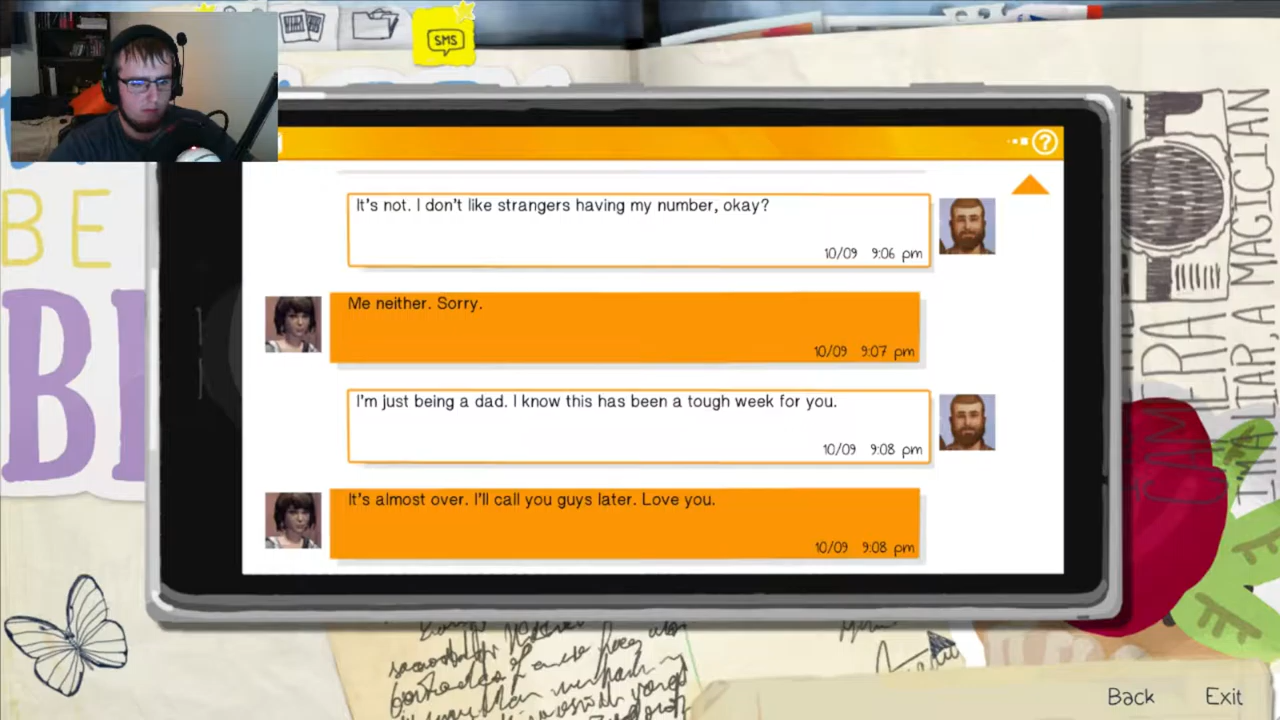 SMS
?
It's not. I don't like strangers having my number, okay?
10/09 9:06 pm
Me neither. Sorry.
10/09 9:07 pm
I'm just being a dad. I know this has been a tough week for you.
10/09 9:08 pm
It's almost over. I'll call you guys later. Love you.
10/09 9:08 pm
BE
CAMERA
LIAR, A MAGICIAN
Back
Exit